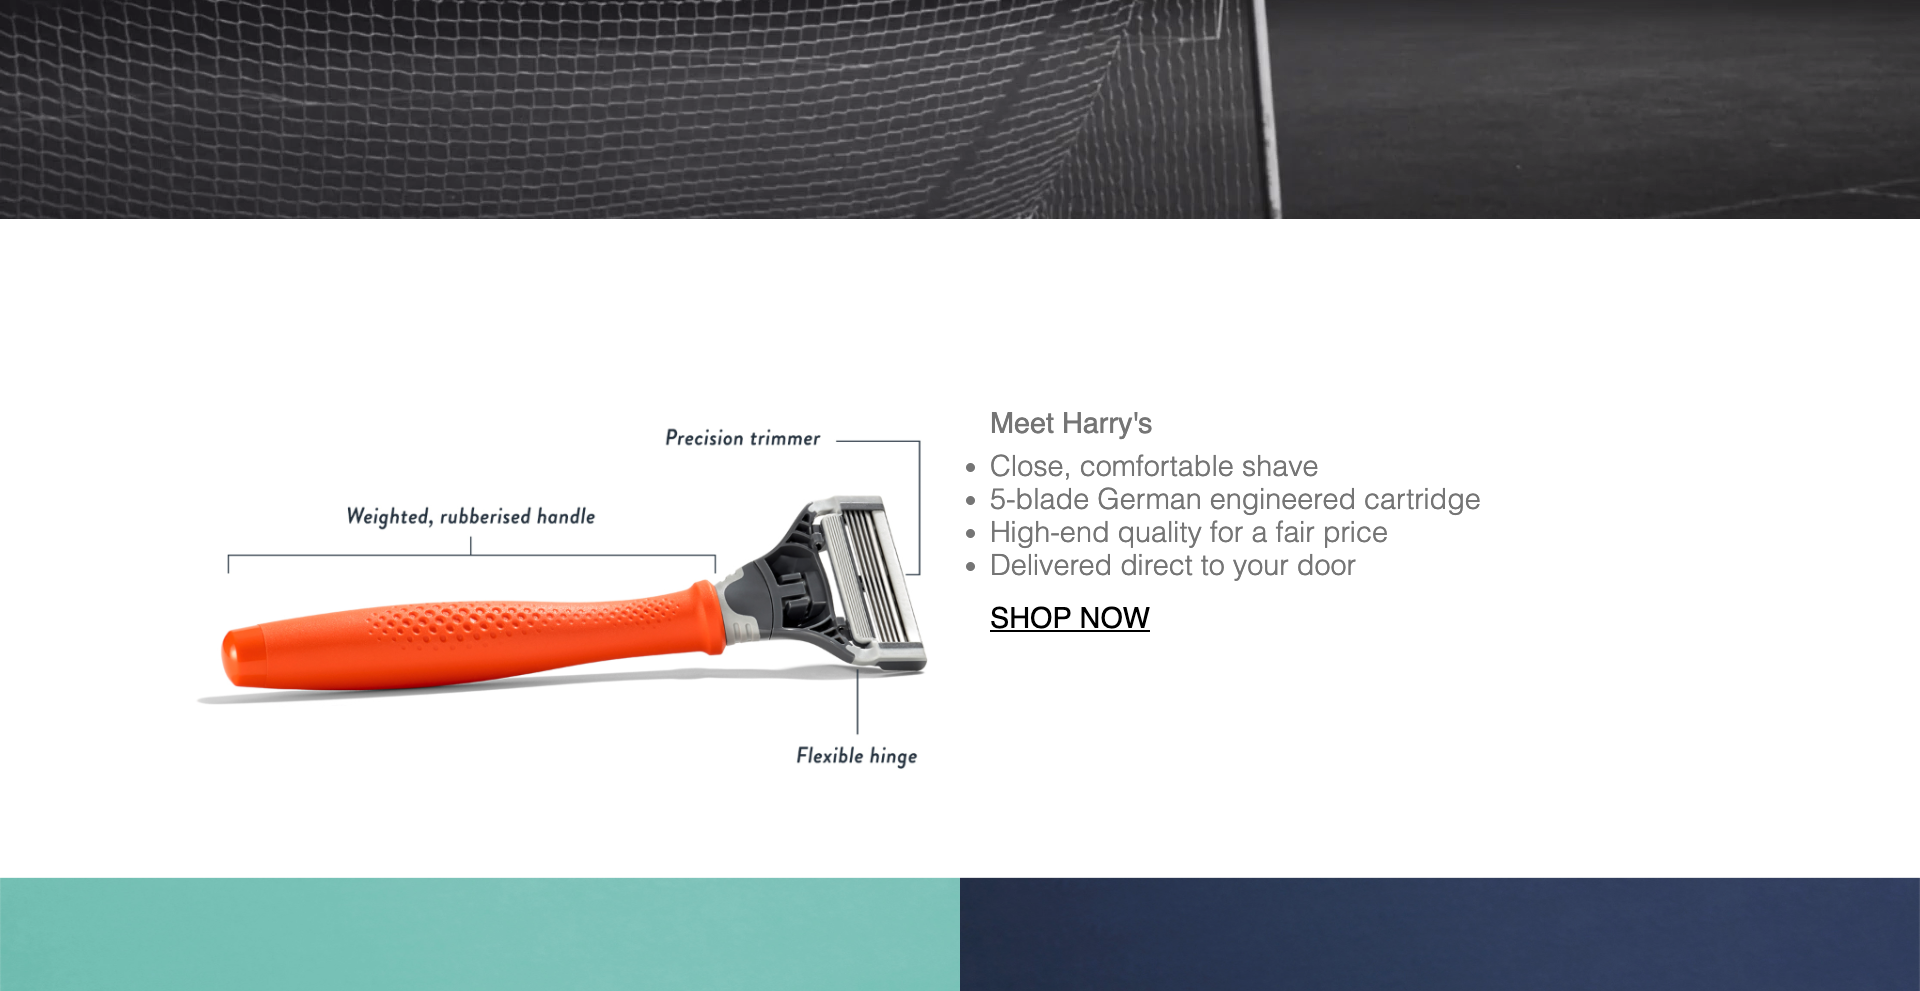 Precision trimmer
Weighted, rubberised handle
Flexible hinge
Meet Harry's
Close, comfortable shave
5-blade German engineered cartridge
High-end quality for a fair price
Delivered direct to your door
SHOP NOW